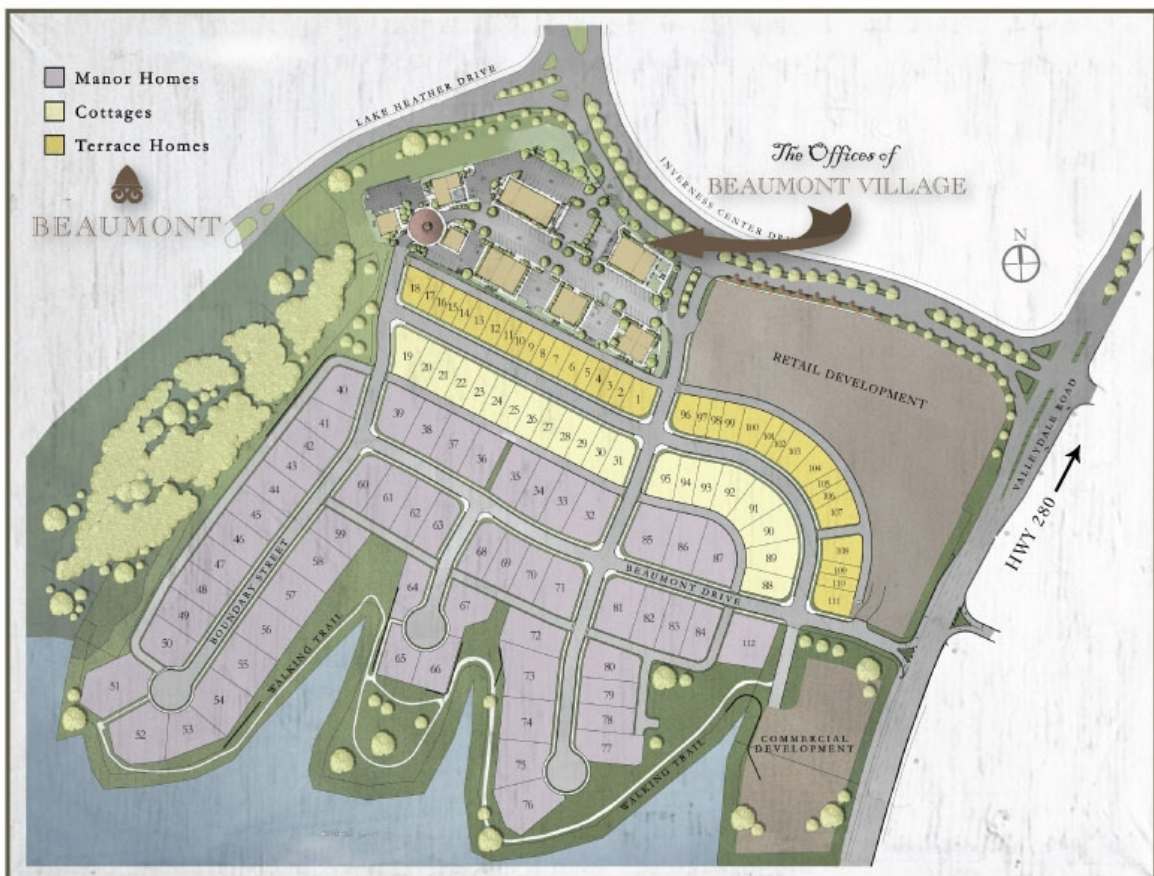 Manor Homes
Cottages
Terrace Homes
BEAUMONT
LAKE HEATHER DRIVE
The Offices of
BEAUMONT VILLAGE
INVERNESS CENTER DR
N
RETAIL DEVELOPMENT
VALLEYDALE ROAD
HWY 280
18 17 16 15 14 13 12 11 10 9 8 7 6 5 4 3 2 1
19 20 21 22 23 24 25 26 27 28 29 30 31
96 97 98 99 100 101 102 103 104 105 106 107
108
109
110
111
95 94 93 92 91 90 89 88
40
41
42
43
44
45
46
47
48
49
50
51
52
53
54
55
56
57
58
59
39 38 37 36 35 34 33 32
60 61 62 63
64
65
66
67
68 69 70 71
72
73
74
75
76
77
78
79
80
81 82 83 84
85 86 87
112
BOUNDARY STREET
BEAUMONT DRIVE
WALKING TRAIL
WALKING TRAIL
COMMERCIAL
DEVELOPMENT